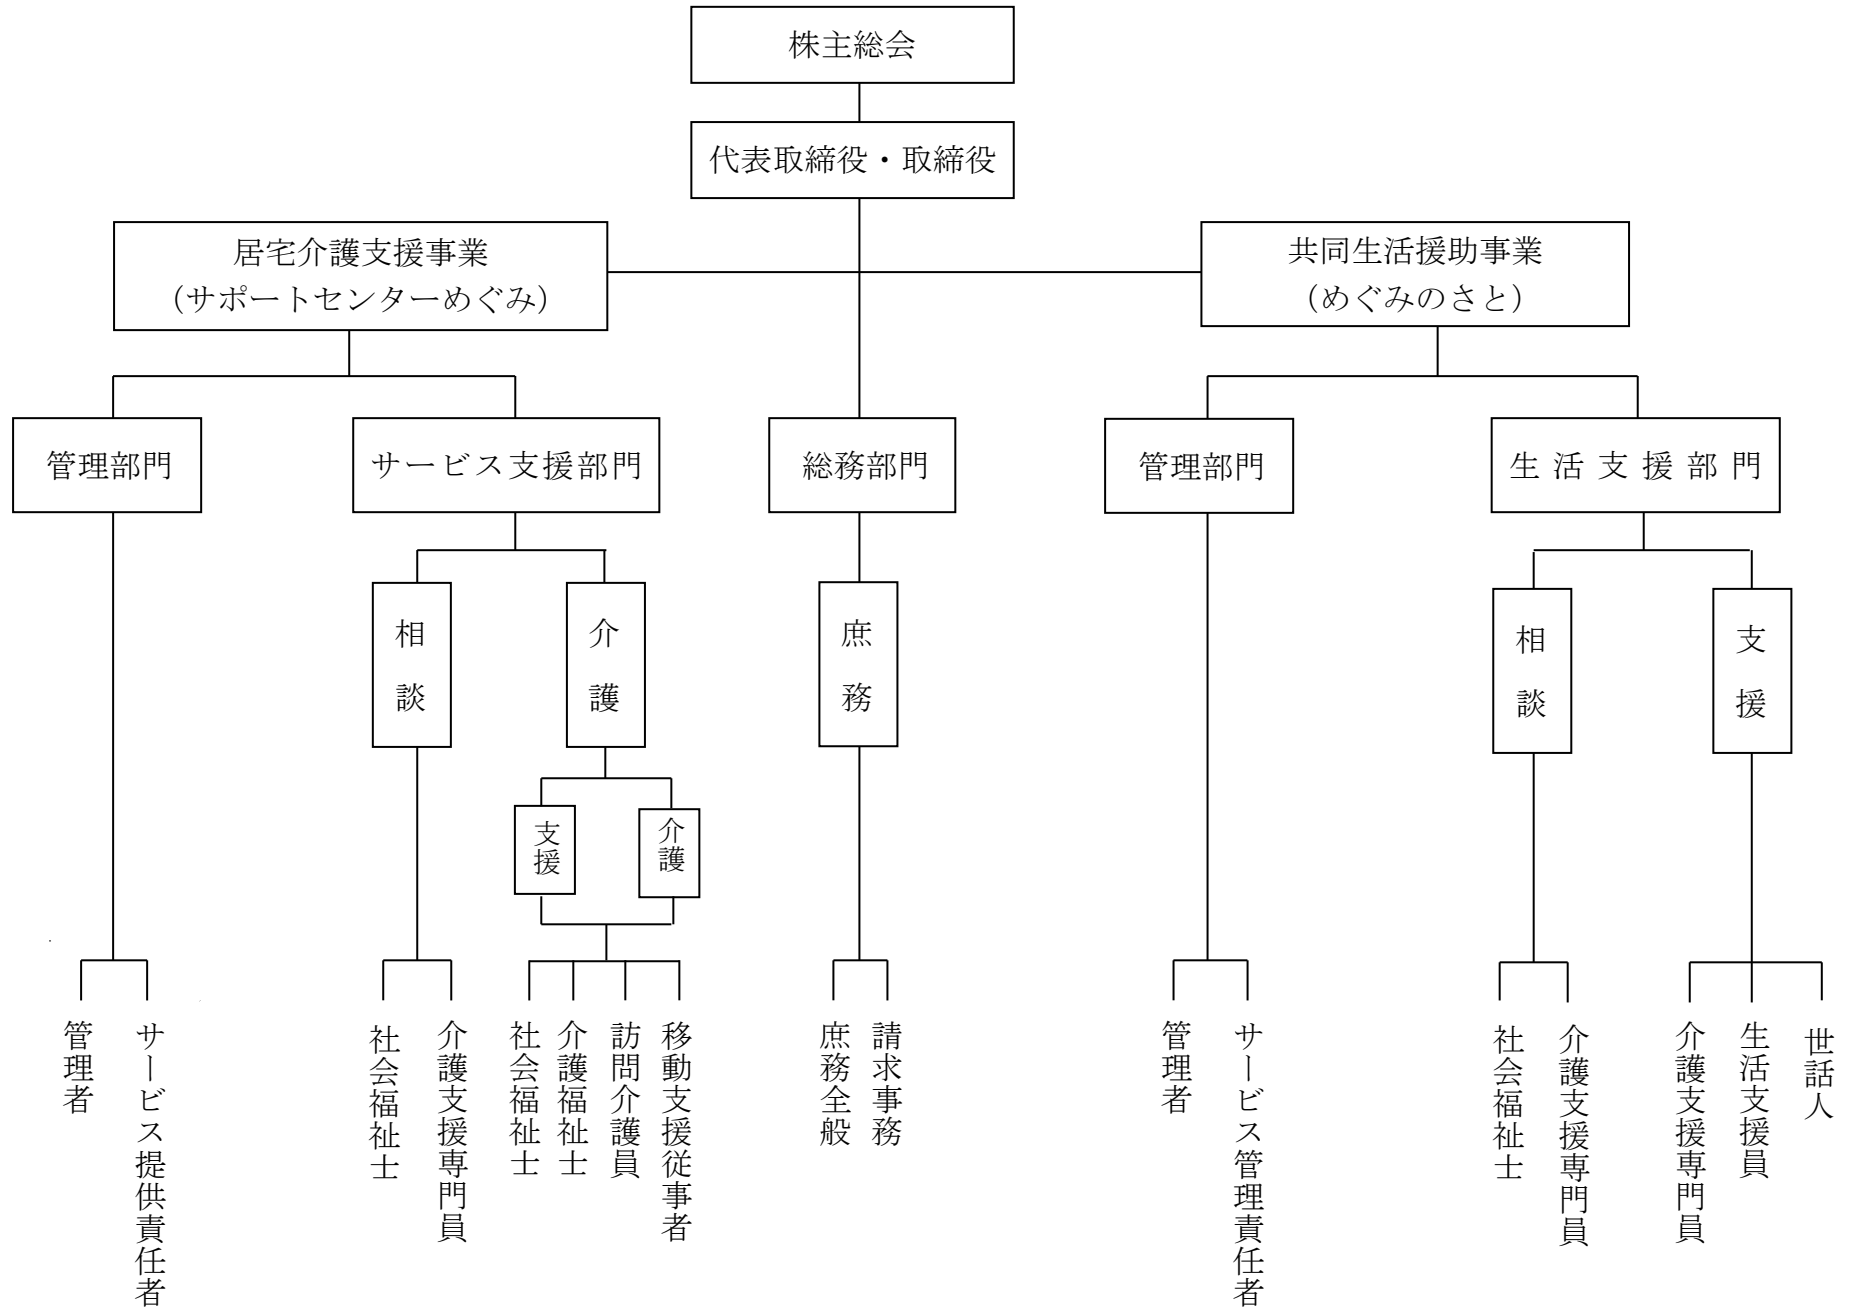 株主総会
代表取締役・取締役
居宅介護支援事業
（サポートセンターめぐみ）
共同生活援助事業
（めぐみのさと）
管理部門
サービス支援部門
総務部門
管理部門
生活支援部門
相談
介護
庶務
相談
支援
支援
介護
管理者
サービス提供責任者
社会福祉士
介護支援専門員
社会福祉士
介護福祉士
訪問介護員
移動支援従事者
庶務全般
請求事務
管理者
サービス管理責任者
社会福祉士
介護支援専門員
介護支援専門員
生活支援員
世話人